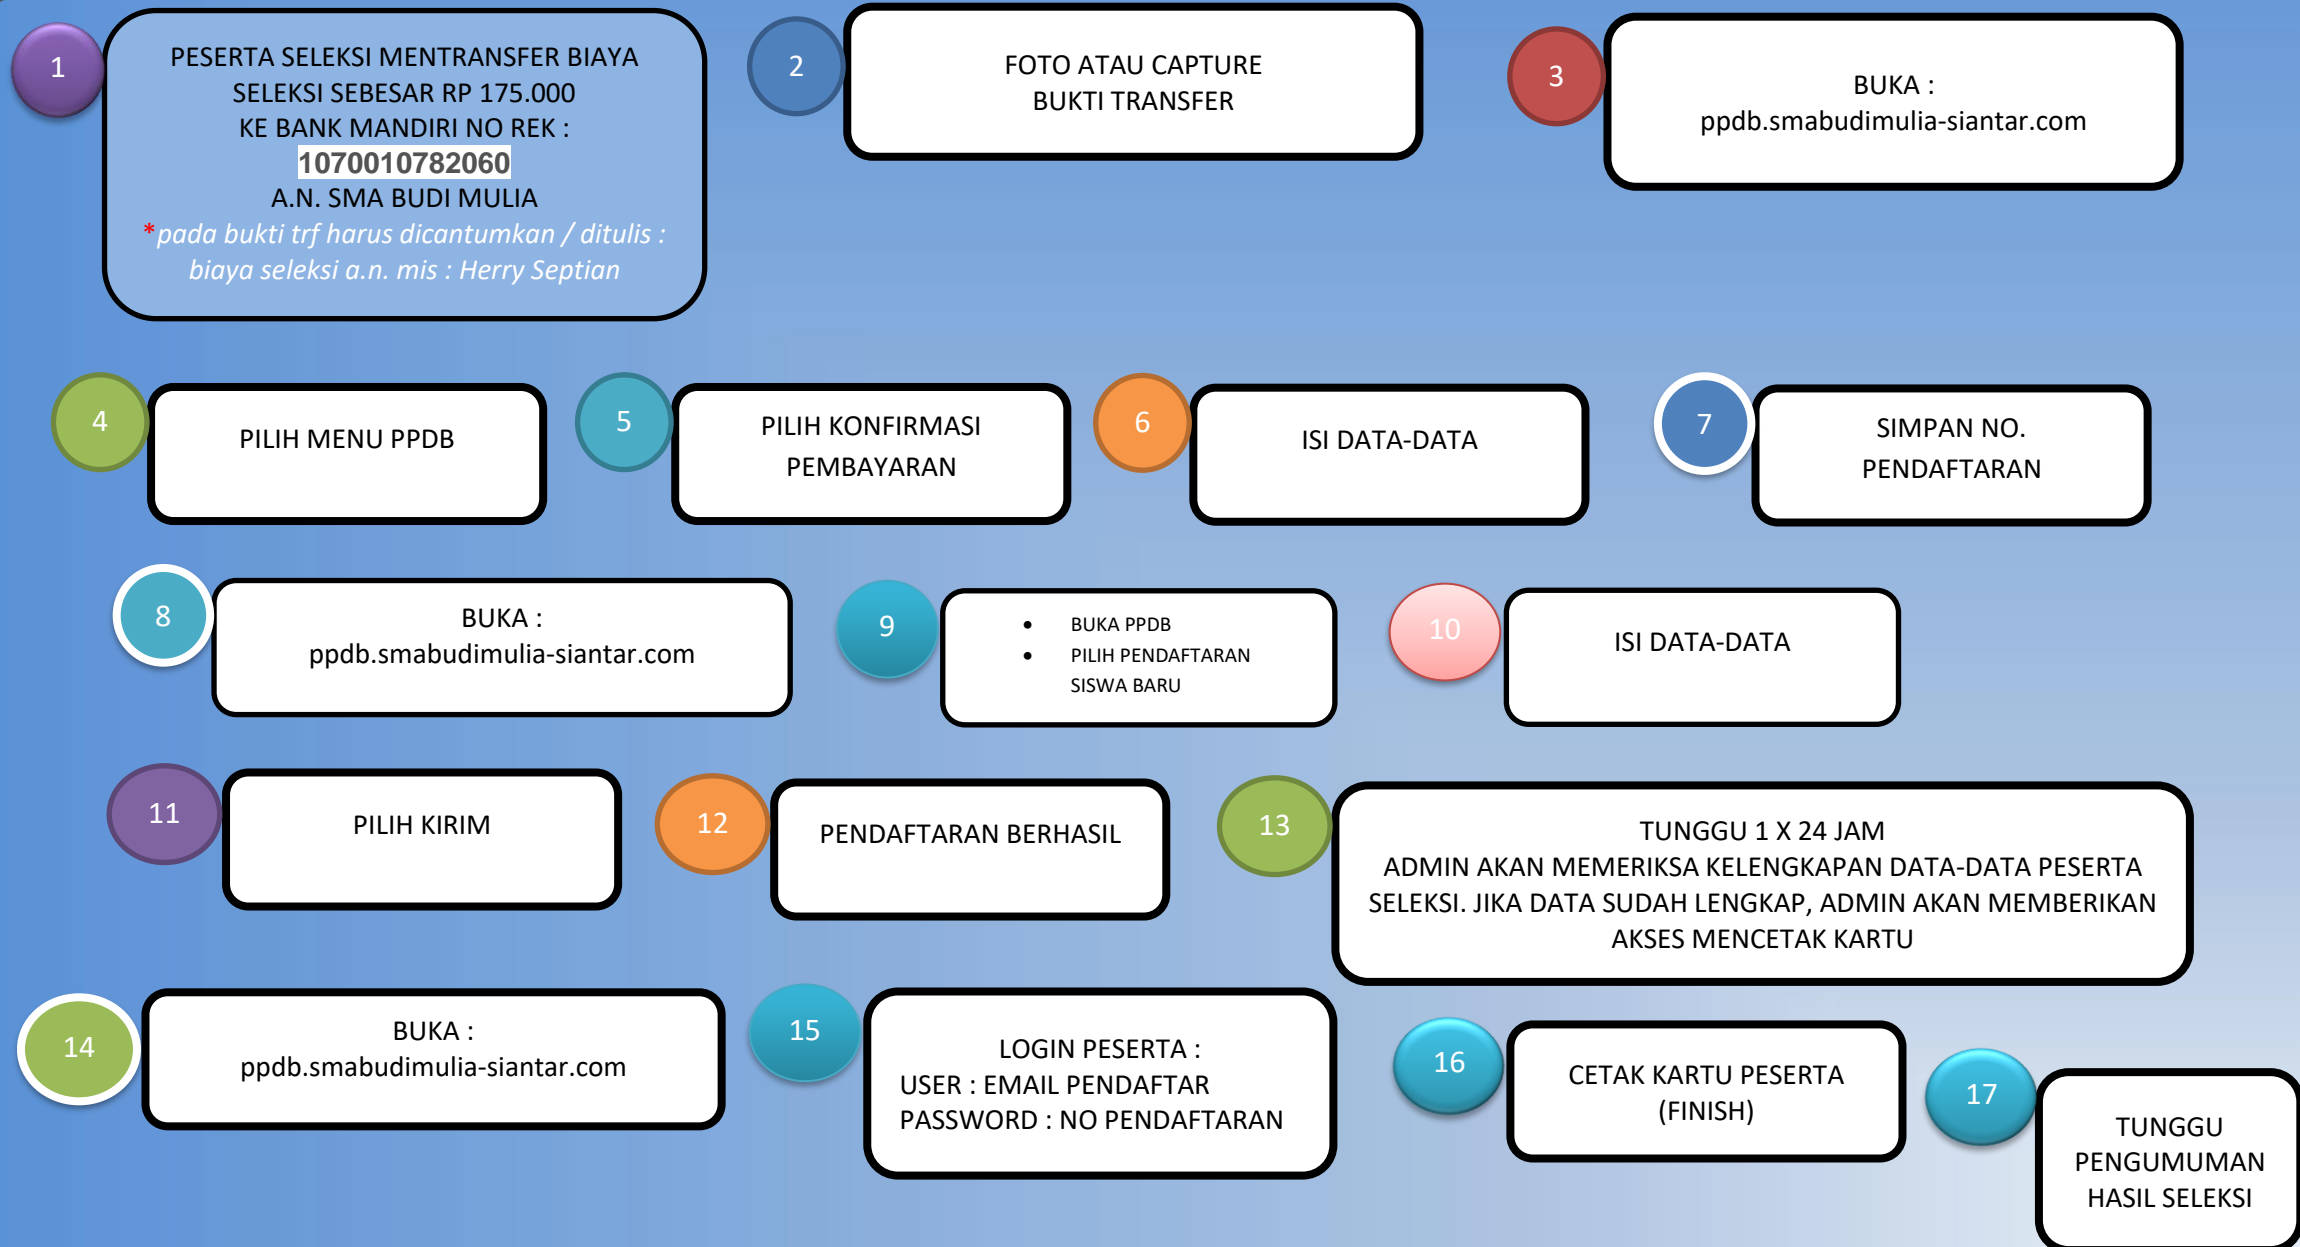 1
PESERTA SELEKSI MENTRANSFER BIAYA
SELEKSI SEBESAR RP 175.000
KE BANK MANDIRI NO REK :
1070010782060
A.N. SMA BUDI MULIA
*pada bukti trf harus dicantumkan / ditulis :
biaya seleksi a.n. mis : Herry Septian
2
FOTO ATAU CAPTURE
BUKTI TRANSFER
3
BUKA :
ppdb.smabudimulia-siantar.com
4
PILIH MENU PPDB
5
PILIH KONFIRMASI
PEMBAYARAN
6
ISI DATA-DATA
7
SIMPAN NO.
PENDAFTARAN
8
BUKA :
ppdb.smabudimulia-siantar.com
9
• BUKA PPDB
• PILIH PENDAFTARAN
SISWA BARU
10
ISI DATA-DATA
11
PILIH KIRIM
12
PENDAFTARAN BERHASIL
13
TUNGGU 1 X 24 JAM
ADMIN AKAN MEMERIKSA KELENGKAPAN DATA-DATA PESERTA
SELEKSI. JIKA DATA SUDAH LENGKAP, ADMIN AKAN MEMBERIKAN
AKSES MENCETAK KARTU
14
BUKA :
ppdb.smabudimulia-siantar.com
15
LOGIN PESERTA :
USER : EMAIL PENDAFTAR
PASSWORD : NO PENDAFTARAN
16
CETAK KARTU PESERTA
(FINISH)
17
TUNGGU
PENGUMUMAN
HASIL SELEKSI